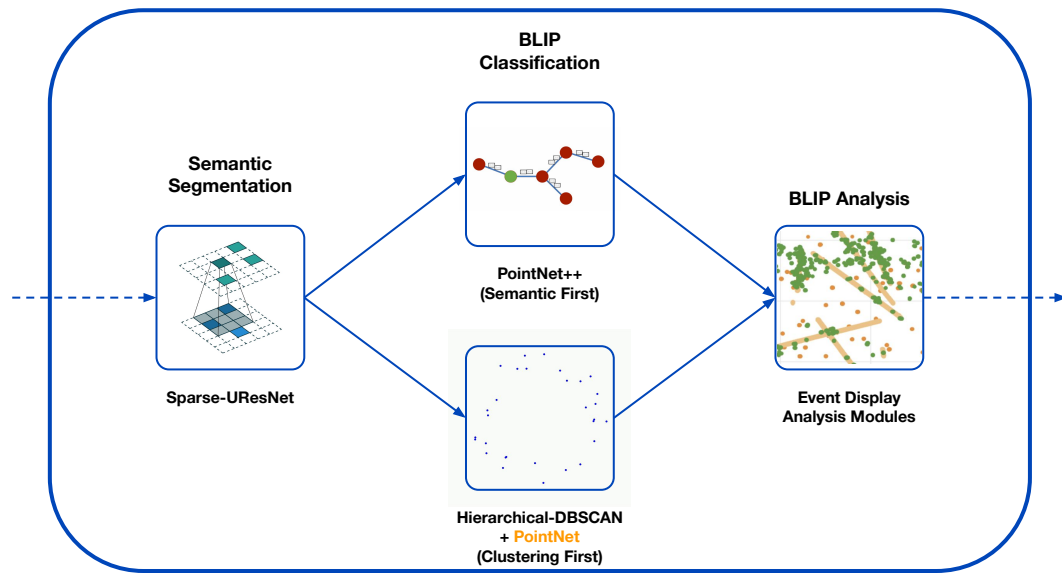 BLIP
Classification
Semantic
Segmentation
BLIP Analysis
PointNet++
(Semantic First)
Sparse-UResNet
Event Display
Analysis Modules
Hierarchical-DBSCAN
+ PointNet
(Clustering First)